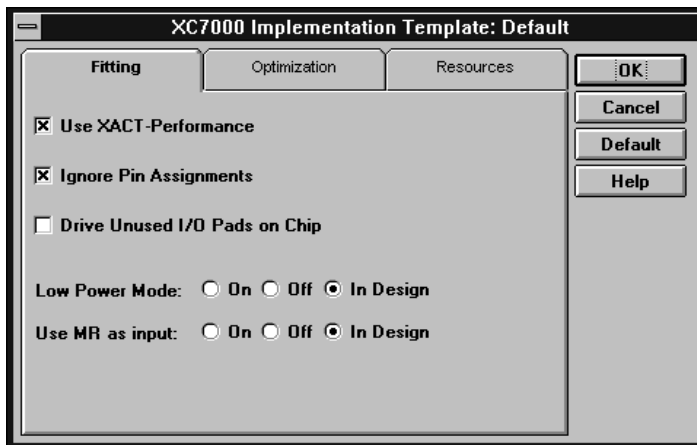 XC7000 Implementation Template: Default
Fitting
Optimization
Resources
OK
Cancel
Default
Help
Use XACT-Performance
Ignore Pin Assignments
Drive Unused I/O Pads on Chip
Low Power Mode: On Off In Design
Use MR as input: On Off In Design